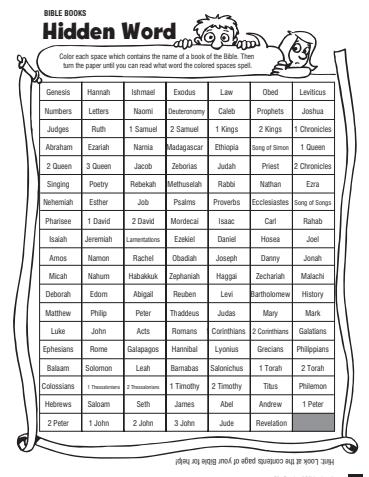 BIBLE BOOKS
Hidden Word
Color each space which contains the name of a book of the Bible. Then
turn the paper until you can read what word the colored spaces spell.
Genesis Hannah Ishmael Exodus Law Obed Leviticus
Numbers Letters Naomi Deuteronomy Caleb Prophets Joshua
Judges Ruth 1 Samuel 2 Samuel 1 Kings 2 Kings 1 Chronicles
Abraham Ezariah Narnia Madagascar Ethiopia Song of Simon 1 Queen
2 Queen 3 Queen Jacob Zeborias Judah Priest 2 Chronicles
Singing Poetry Rebekah Methuselah Rabbi Nathan Ezra
Nehemiah Esther Job Psalms Proverbs Ecclesiastes Song of Songs
Pharisee 1 David 2 David Mordecai Isaac Carl Rahab
Isaiah Jeremiah Lamentations Ezekiel Daniel Hosea Joel
Amos Namon Rachel Obadiah Joseph Danny Jonah
Micah Nahum Habakkuk Zephaniah Haggai Zechariah Malachi
Deborah Edom Abigail Reuben Levi Bartholomew History
Matthew Philip Peter Thaddeus Judas Mary Mark
Luke John Acts Romans Corinthians 2 Corinthians Galatians
Ephesians Rome Galapagos Hannibal Lyonius Grecians Philippians
Balaam Solomon Leah Barnabas Salonichus 1 Torah 2 Torah
Colossians 1 Thessalonians 2 Thessalonians 1 Timothy 2 Timothy Titus Philemon
Hebrews Saloam Seth James Abel Andrew 1 Peter
2 Peter 1 John 2 John 3 John Jude Revelation
Hint: Look at the contents page of your Bible for help!